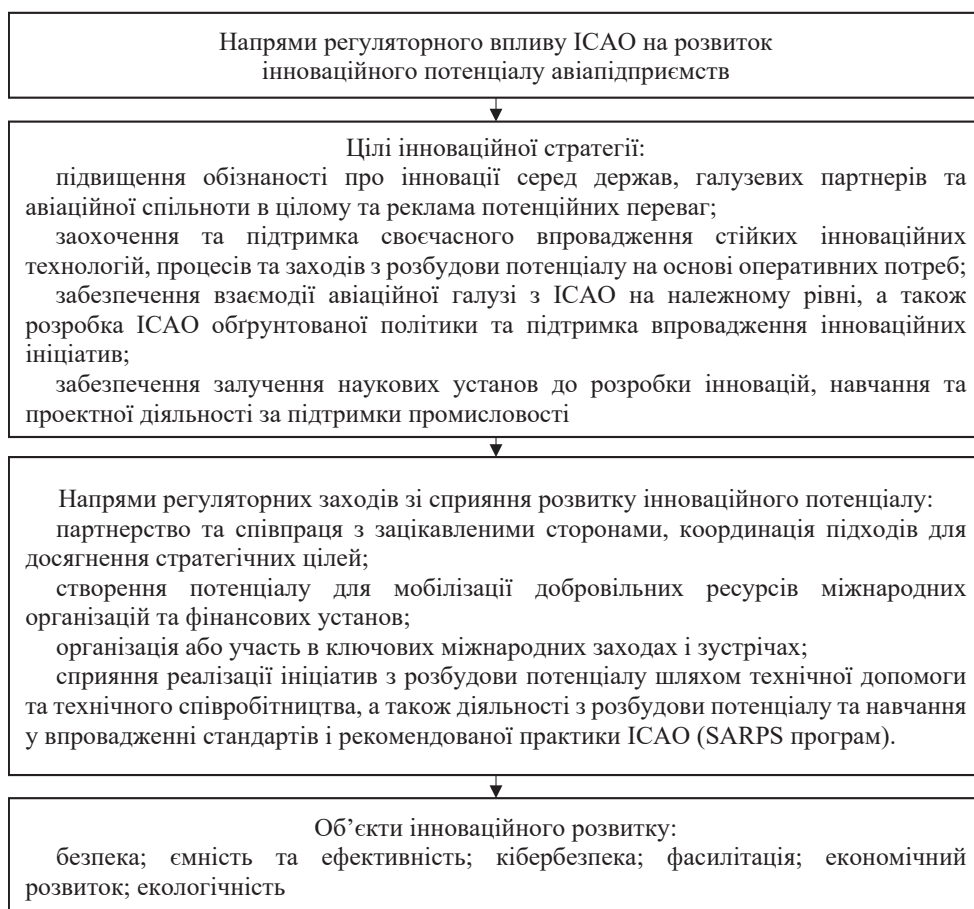 Напрями регуляторного впливу ІСАО на розвиток
інноваційного потенціалу авіапідприємств
Цілі інноваційної стратегії:
підвищення обізнаності про інновації серед держав, галузевих партнерів та
авіаційної спільноти в цілому та реклама потенційних переваг;
заохочення та підтримка своєчасного впровадження стійких інноваційних
технологій, процесів та заходів з розбудови потенціалу на основі оперативних потреб;
забезпечення взаємодії авіаційної галузі з ІСАО на належному рівні, а також
розробка ІСАО обґрунтованої політики та підтримка впровадження інноваційних
ініціатив;
забезпечення залучення наукових установ до розробки інновацій, навчання та
проектної діяльності за підтримки промисловості
Напрями регуляторних заходів зі сприяння розвитку інноваційного потенціалу:
партнерство та співпраця з зацікавленими сторонами, координація підходів для
досягнення стратегічних цілей;
створення потенціалу для мобілізації добровільних ресурсів міжнародних
організацій та фінансових установ;
організація або участь в ключових міжнародних заходах і зустрічах;
сприяння реалізації ініціатив з розбудови потенціалу шляхом технічної допомоги
та технічного співробітництва, а також діяльності з розбудови потенціалу та навчання
у впровадженні стандартів і рекомендованої практики ІСАО (SARPS програм).
Об’єкти інноваційного розвитку:
безпека; ємність та ефективність; кібербезпека; фасилітація; економічний
розвиток; екологічність